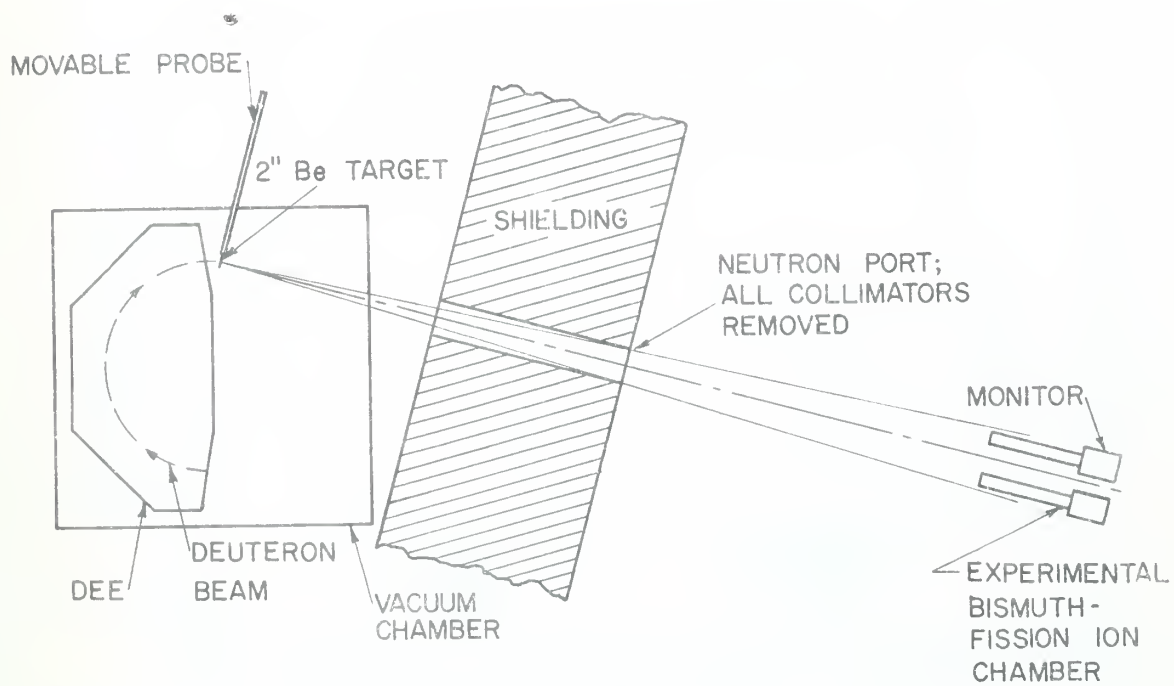 MOVABLE PROBE
2" Be TARGET
SHIELDING
NEUTRON PORT;
ALL COLLIMATORS
REMOVED
MONITOR
DEUTERON
BEAM
DEE
VACUUM
CHAMBER
EXPERIMENTAL
BISMUTH-
FISSION ION
CHAMBER